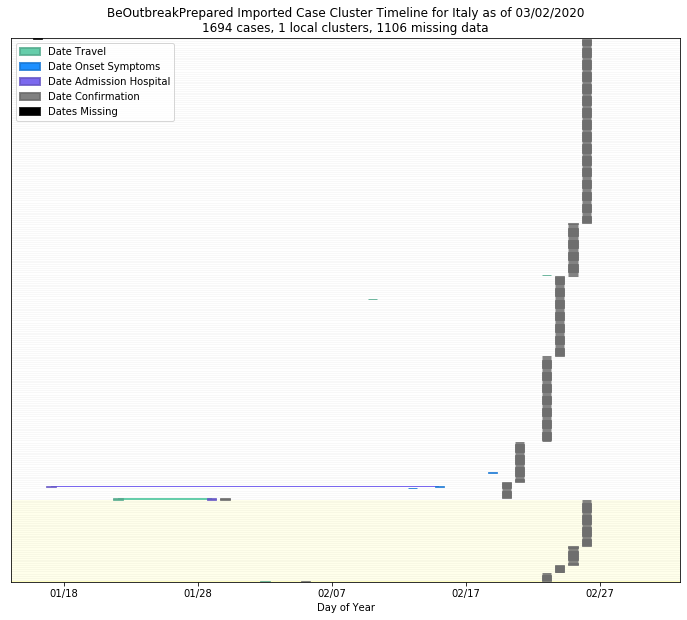 BeOutbreakPrepared Imported Case Cluster Timeline for Italy as of 03/02/2020
1694 cases, 1 local clusters, 1106 missing data
Date Travel
Date Onset Symptoms
Date Admission Hospital
Date Confirmation
Dates Missing
01/18 01/28 02/07 02/17 02/27
Day of Year